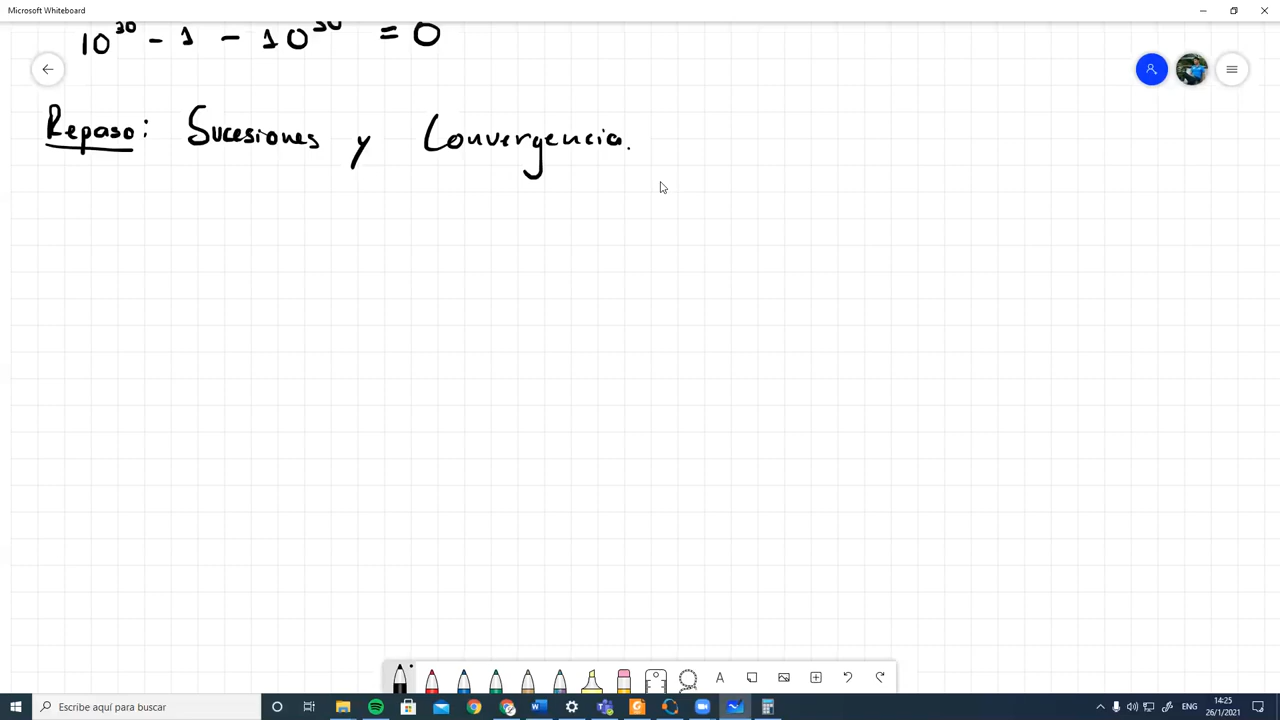 Microsoft Whiteboard
10^30 - 1 - 10^30 = 0
Repaso: Sucesiones y Convergencia.
A
Escribe aquí para buscar
ENG
14:25
26/1/2021